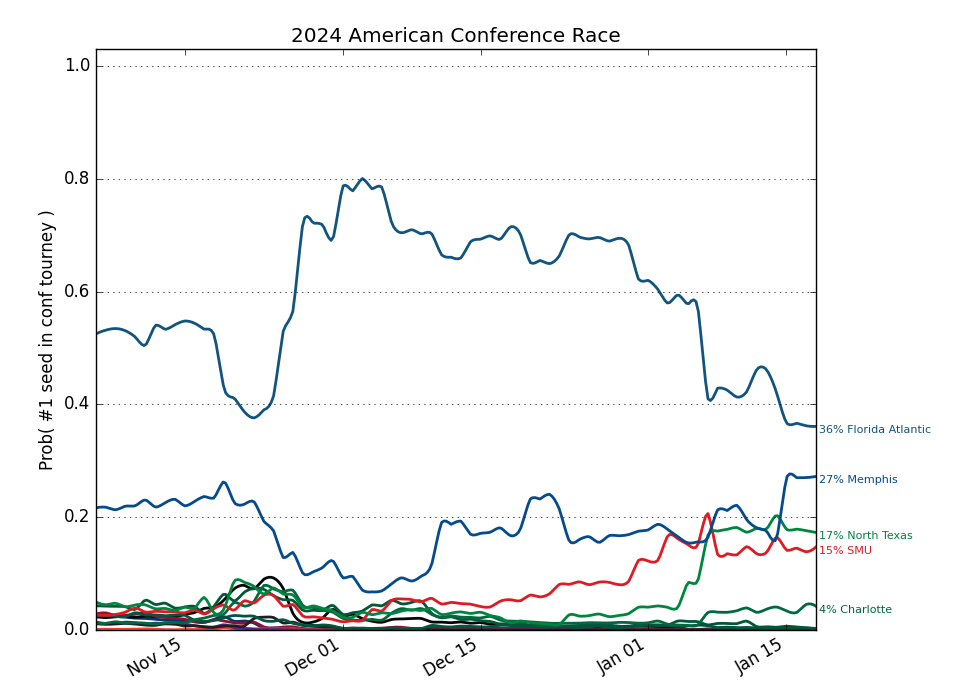 2024 American Conference Race
1.0
0.8
0.6
0.4
0.2
0.0
Prob( #1 seed in conf tourney )
36% Florida Atlantic
27% Memphis
17% North Texas
15% SMU
4% Charlotte
Nov 15
Dec 01
Dec 15
Jan 01
Jan 15